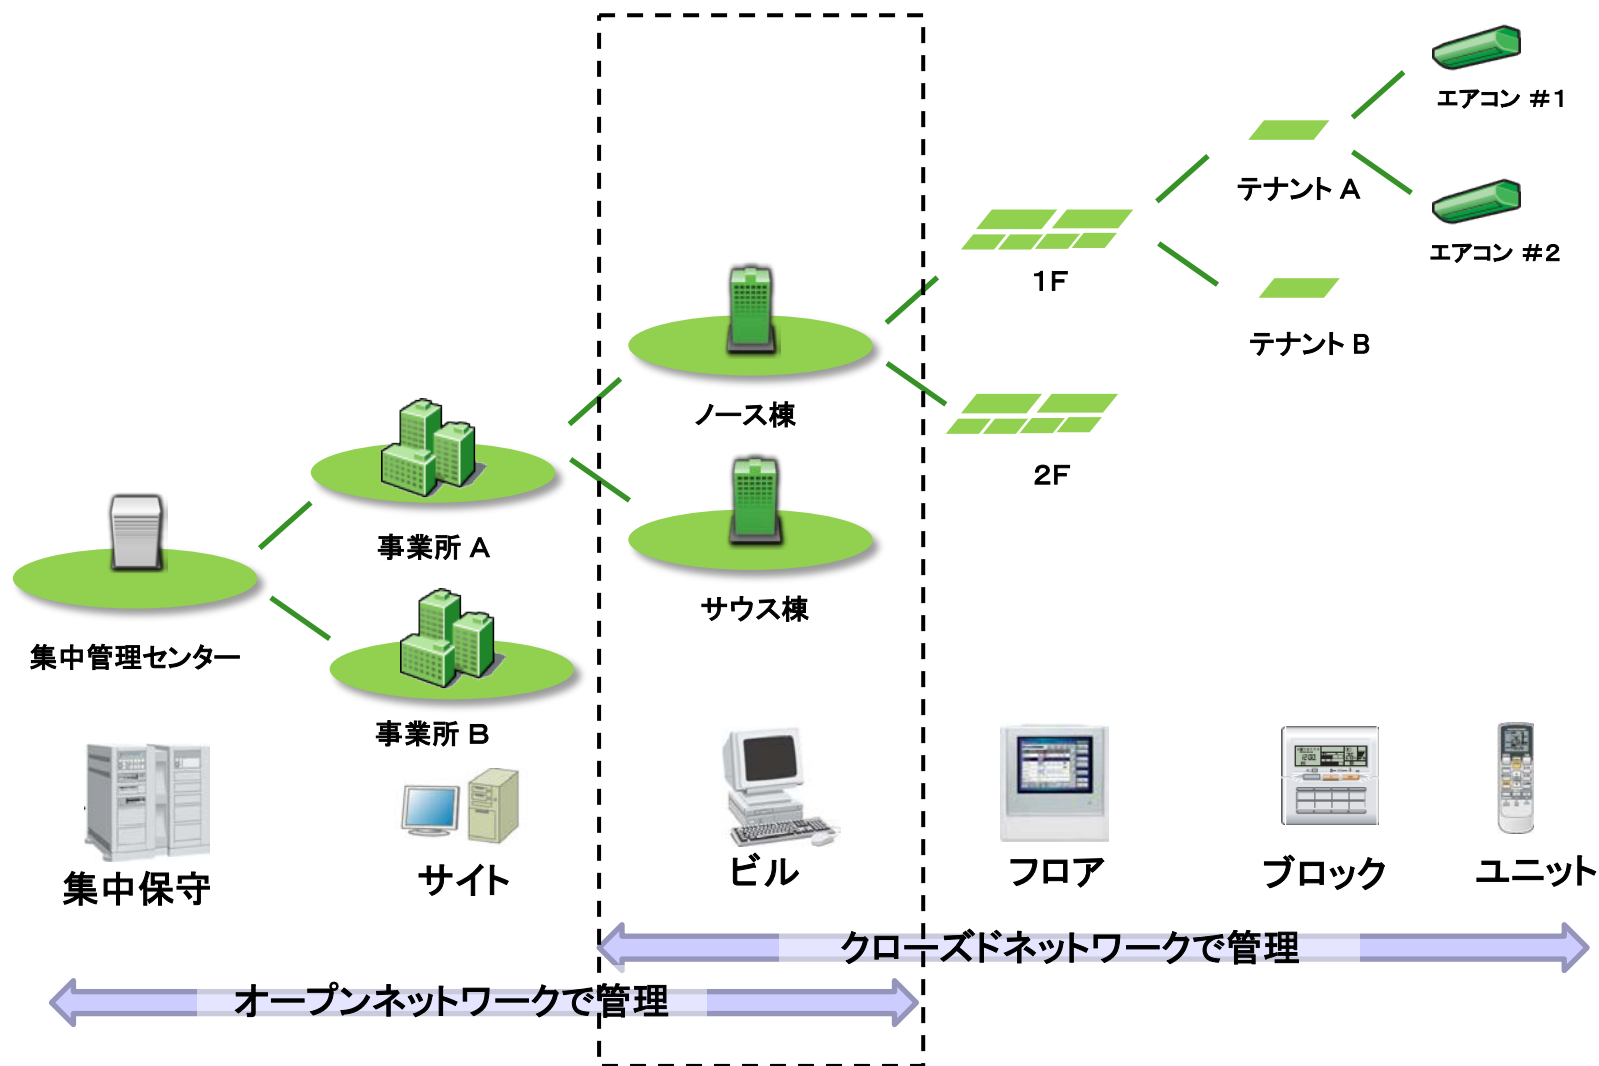 エアコン ＃１
テナント Ａ
エアコン ＃２
１Ｆ
テナント Ｂ
ノース棟
２Ｆ
事業所 Ａ
サウス棟
集中管理センター
事業所 Ｂ
集中保守
サイト
ビル
フロア
ブロック
ユニット
クローズドネットワークで管理
オープンネットワークで管理